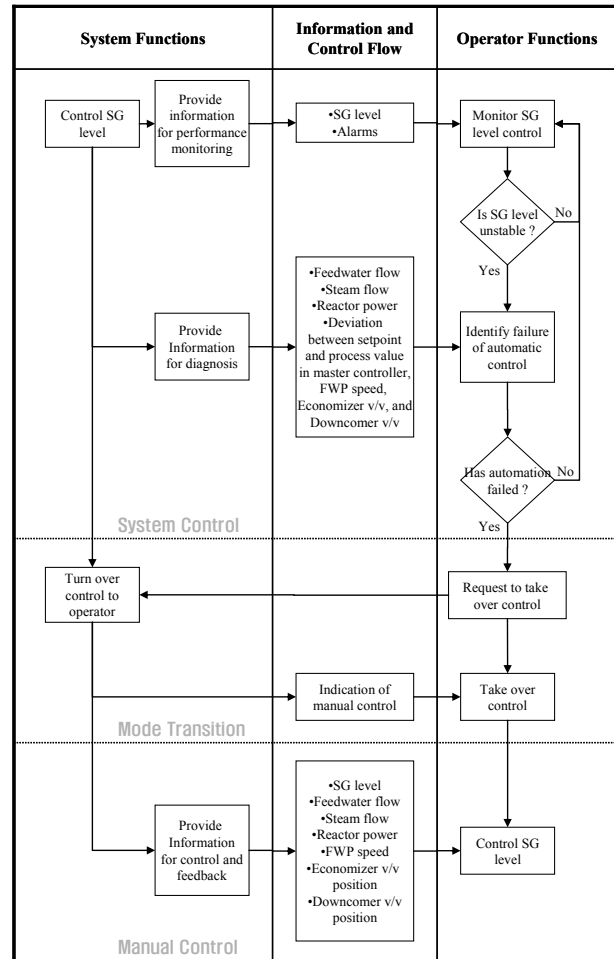 System Functions
Information and
Control Flow
Operator Functions
Control SG
level
Provide
information
for performance
monitoring
•SG level
•Alarms
Monitor SG
level control
Is SG level
unstable ?
No
Yes
Provide
Information
for diagnosis
•Feedwater flow
•Steam flow
•Reactor power
•Deviation
between setpoint
and process value
in master controller,
FWP speed,
Economizer v/v, and
Downcomer v/v
Identify failure
of automatic
control
Has automation
failed ?
No
Yes
System Control
Turn over
control to
operator
Request to take
over control
Indication of
manual control
Take over
control
Mode Transition
Provide
Information
for control and
feedback
•SG level
•Feedwater flow
•Steam flow
•Reactor power
•FWP speed
•Economizer v/v
position
•Downcomer v/v
position
Control SG
level
Manual Control